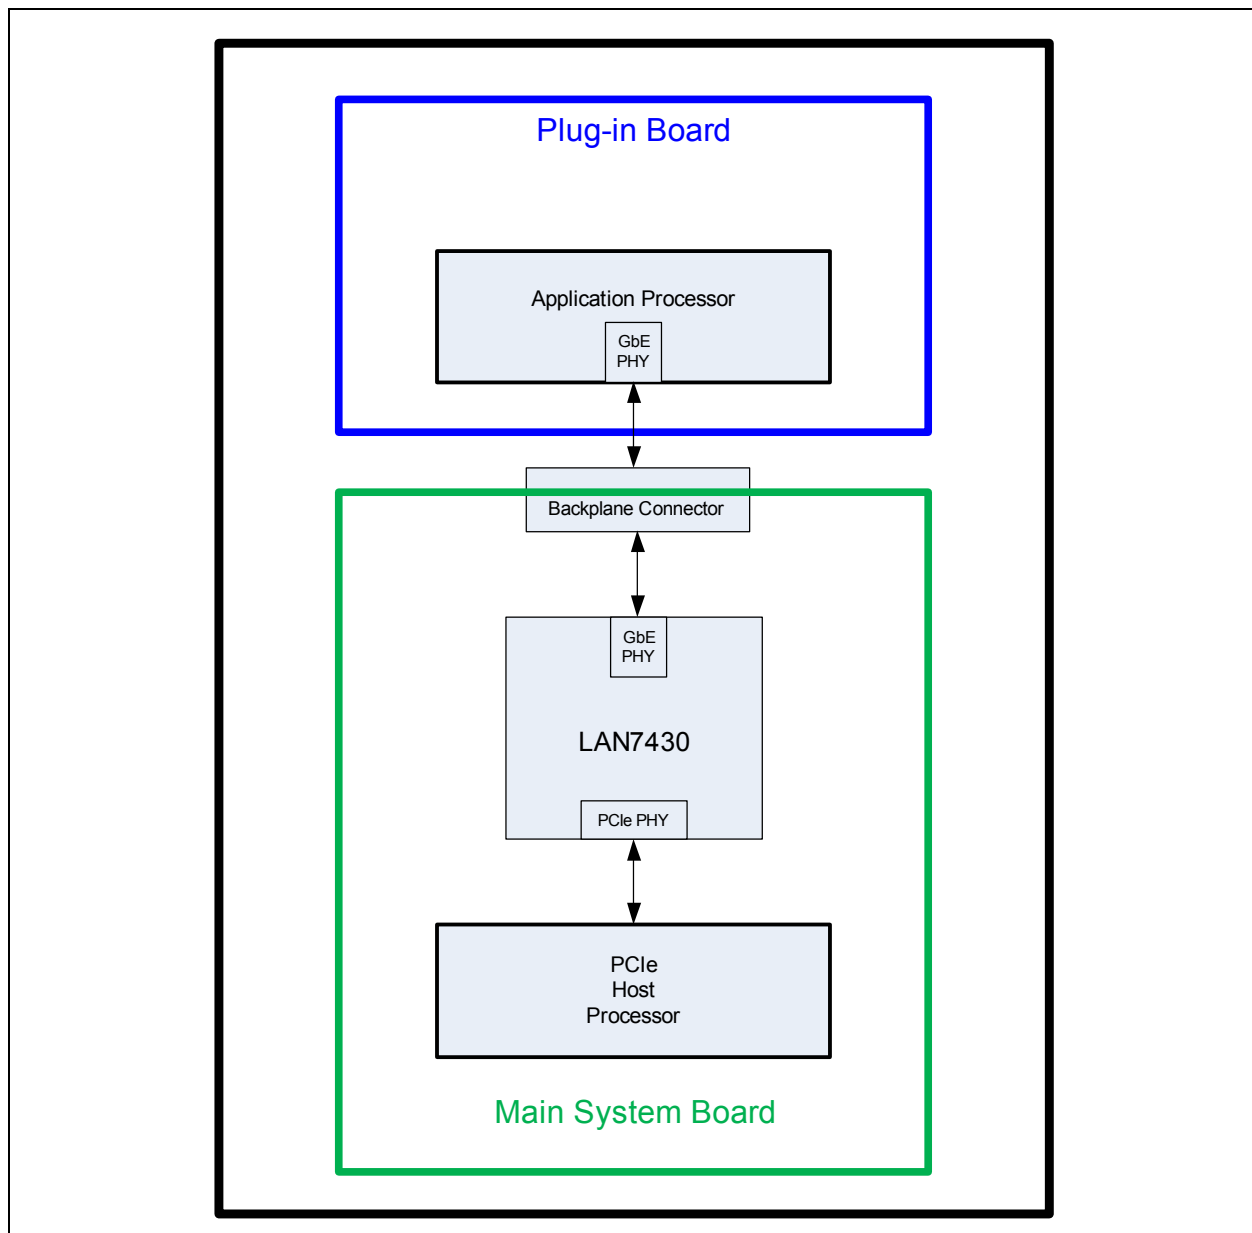 Plug-in Board
Application Processor
GbE
PHY
Backplane Connector
GbE
PHY
LAN7430
PCIe PHY
PCIe
Host
Processor
Main System Board